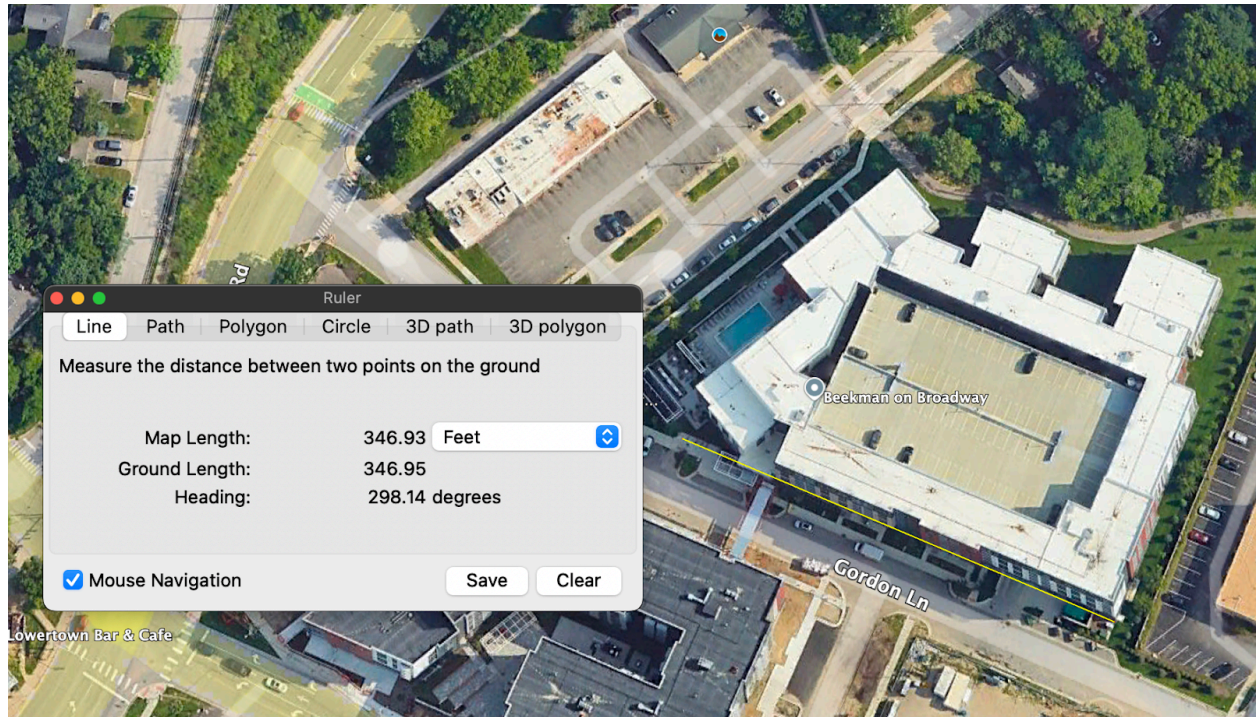 Rd
Ruler
Line Path Polygon Circle 3D path 3D polygon
Measure the distance between two points on the ground
Map Length: 346.93 Feet
Ground Length: 346.95
Heading: 298.14 degrees
Mouse Navigation Save Clear
Beekman on Broadway
Gordon Ln
Lowertown Bar & Cafe